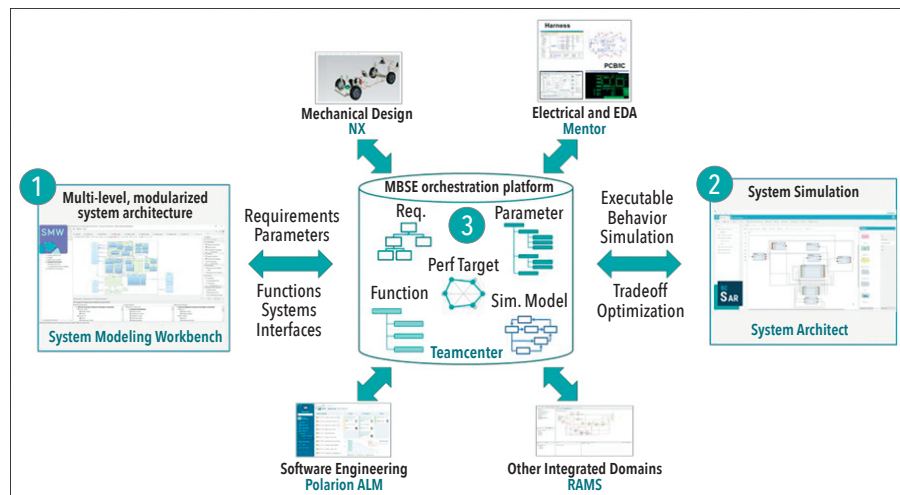 Harness
PCB/IC
Mechanical Design
NX
Electrical and EDA
Mentor
1
Multi-level, modularized
system architecture
SMW
System Modeling Workbench
Requirements
Parameters
Functions
Systems
Interfaces
MBSE orchestration platform
Req.
3
Parameter
Perf Target
Function
Sim. Model
Teamcenter
Executable
Behavior
Simulation
Tradeoff
Optimization
2
System Simulation
SC
SAR
System Architect
Software Engineering
Polarion ALM
Other Integrated Domains
RAMS